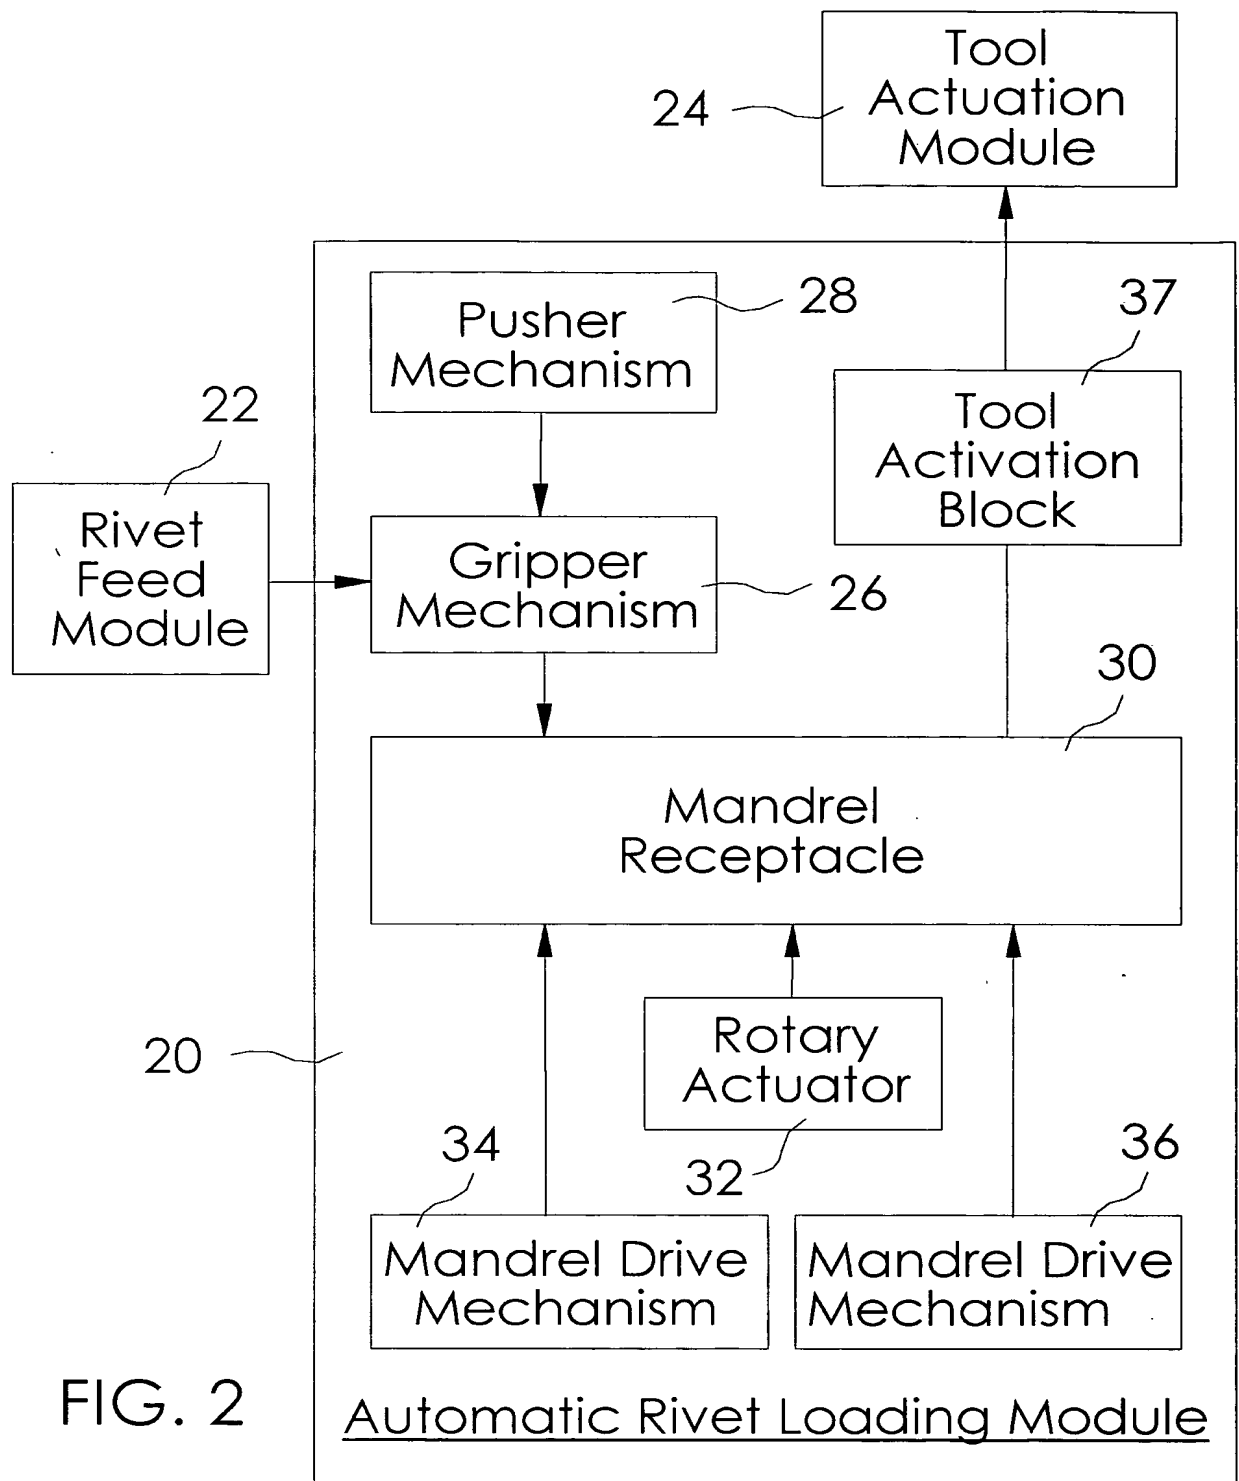 Tool
Actuation
Module
24
Pusher
Mechanism
28
37
Tool
Activation
Block
22
Rivet
Feed
Module
Gripper
Mechanism
26
30
Mandrel
Receptacle
20
Rotary
Actuator
32
34
36
Mandrel Drive
Mechanism
Mandrel Drive
Mechanism
FIG. 2
Automatic Rivet Loading Module